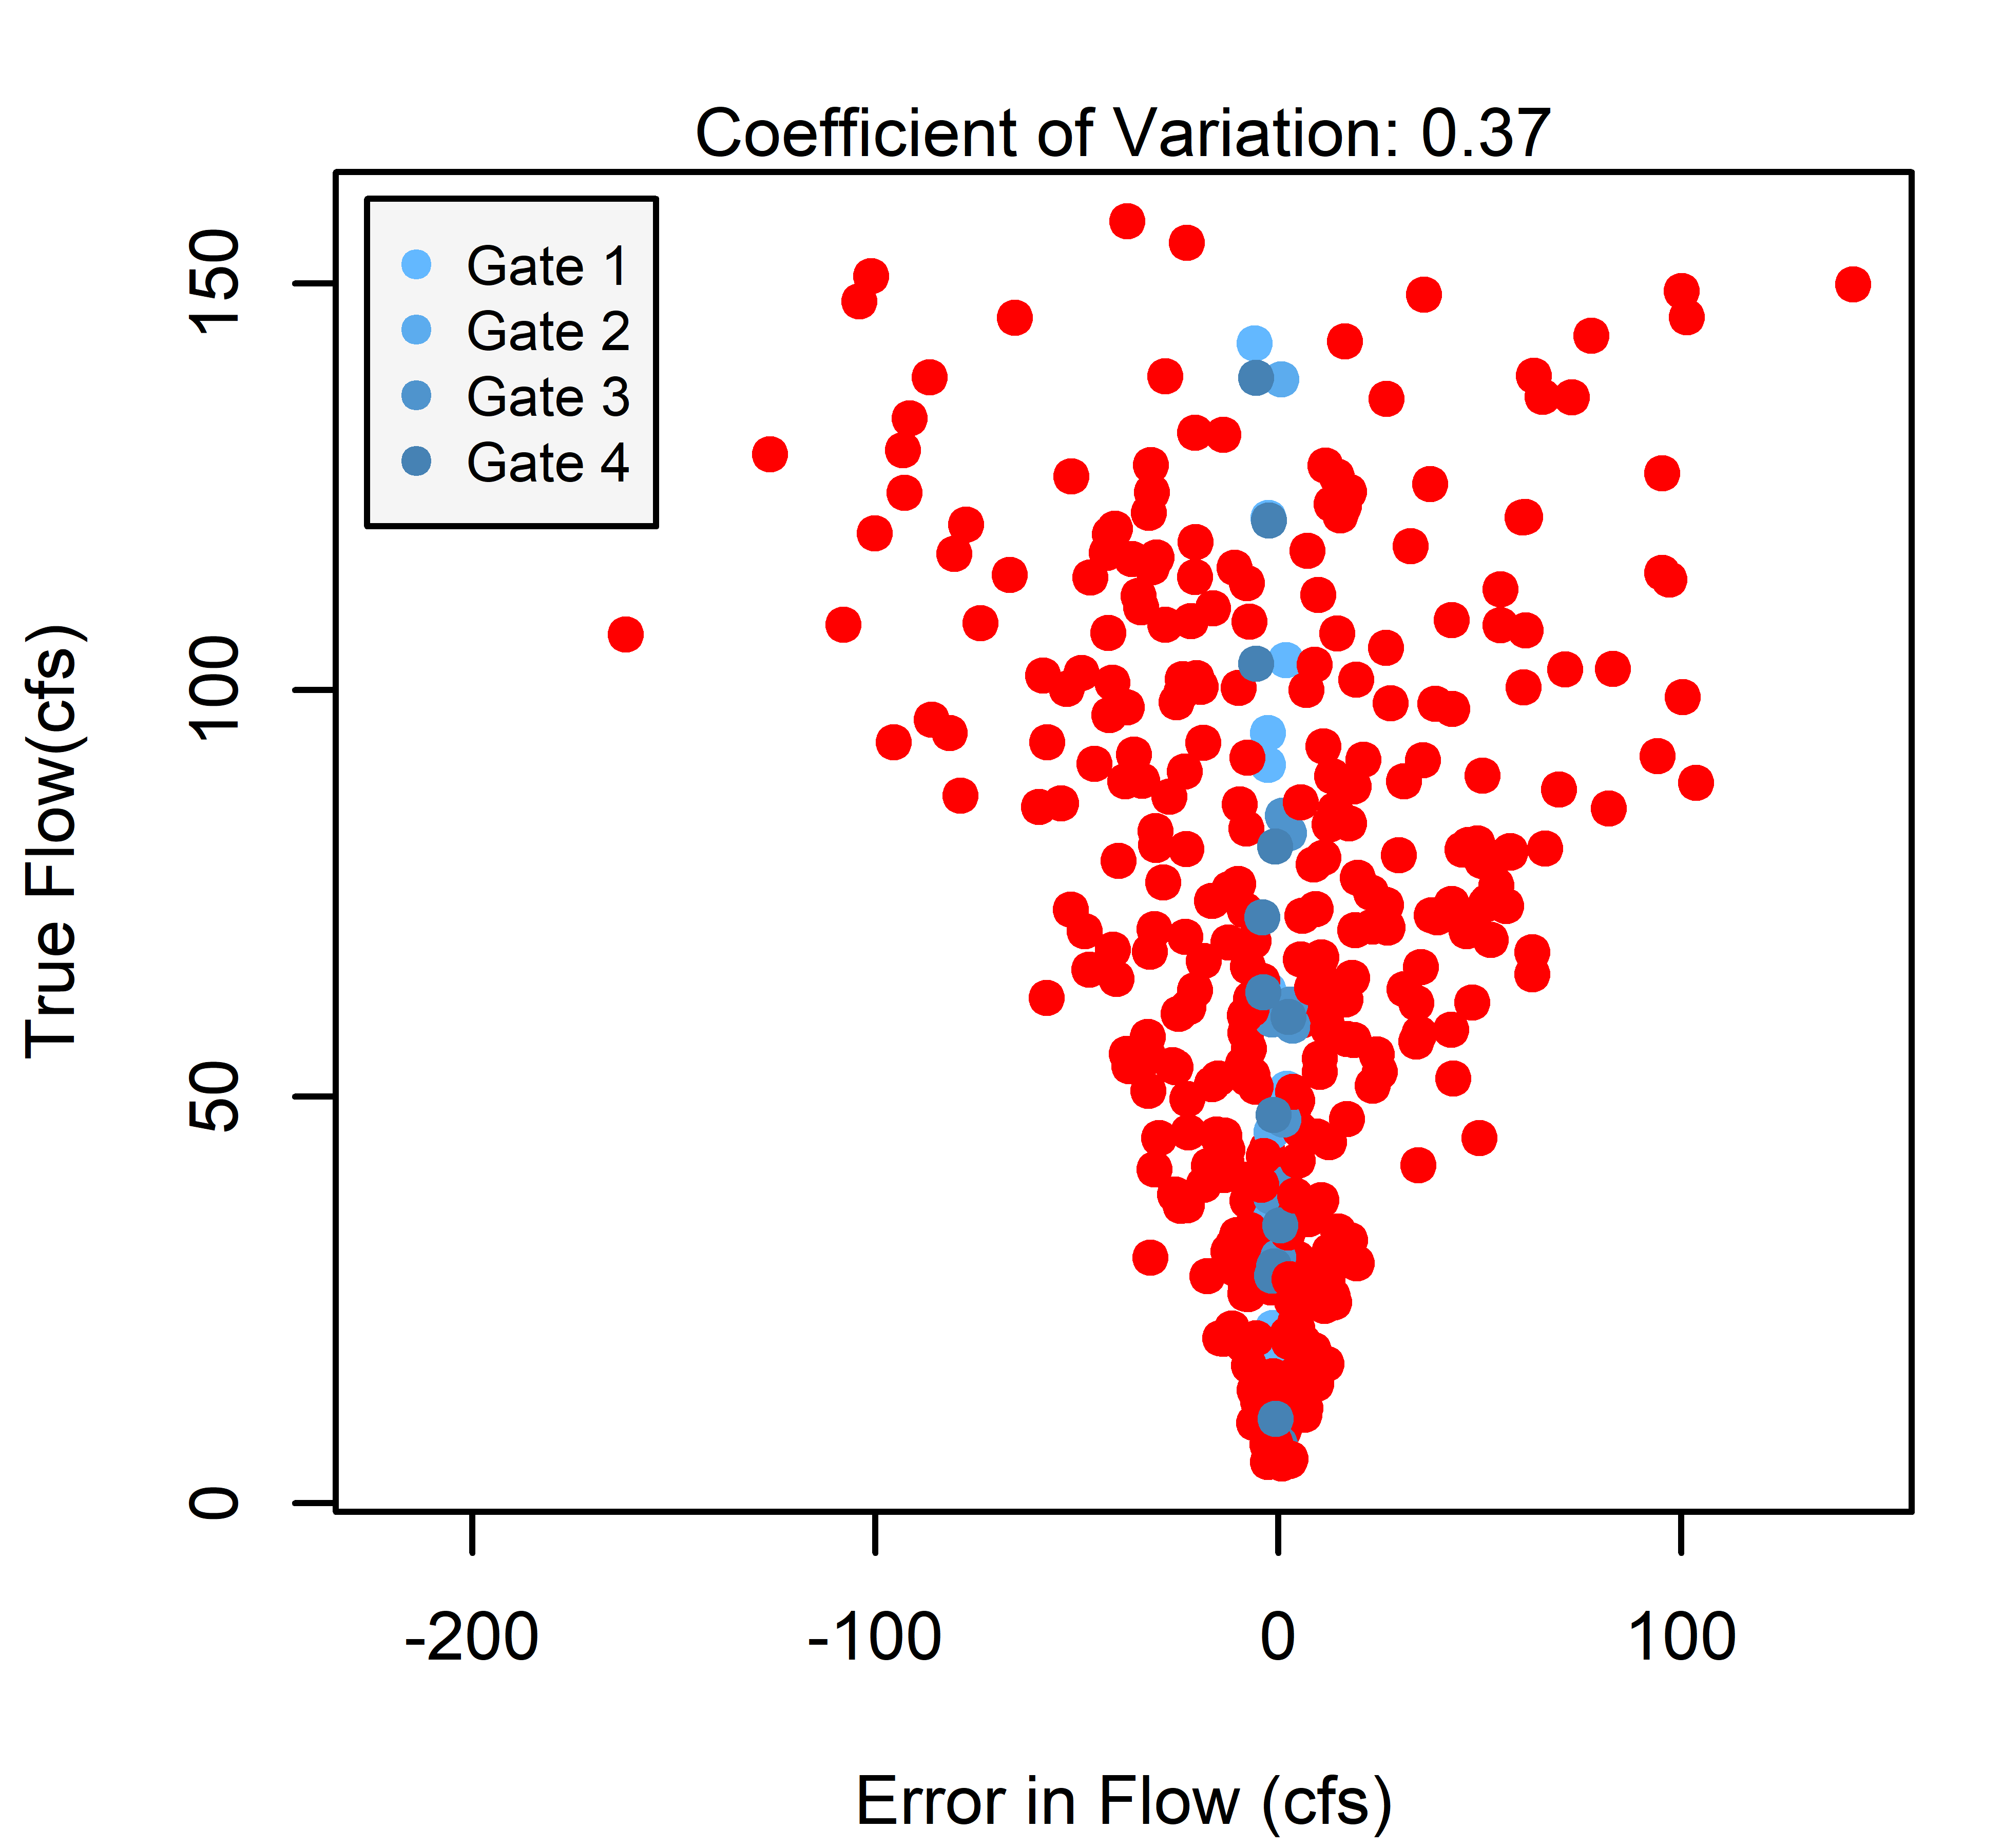 Coefficient of Variation: 0.37
Gate 1
Gate 2
Gate 3
Gate 4
150
100
50
0
True Flow(cfs)
-200 -100 0 100
Error in Flow (cfs)